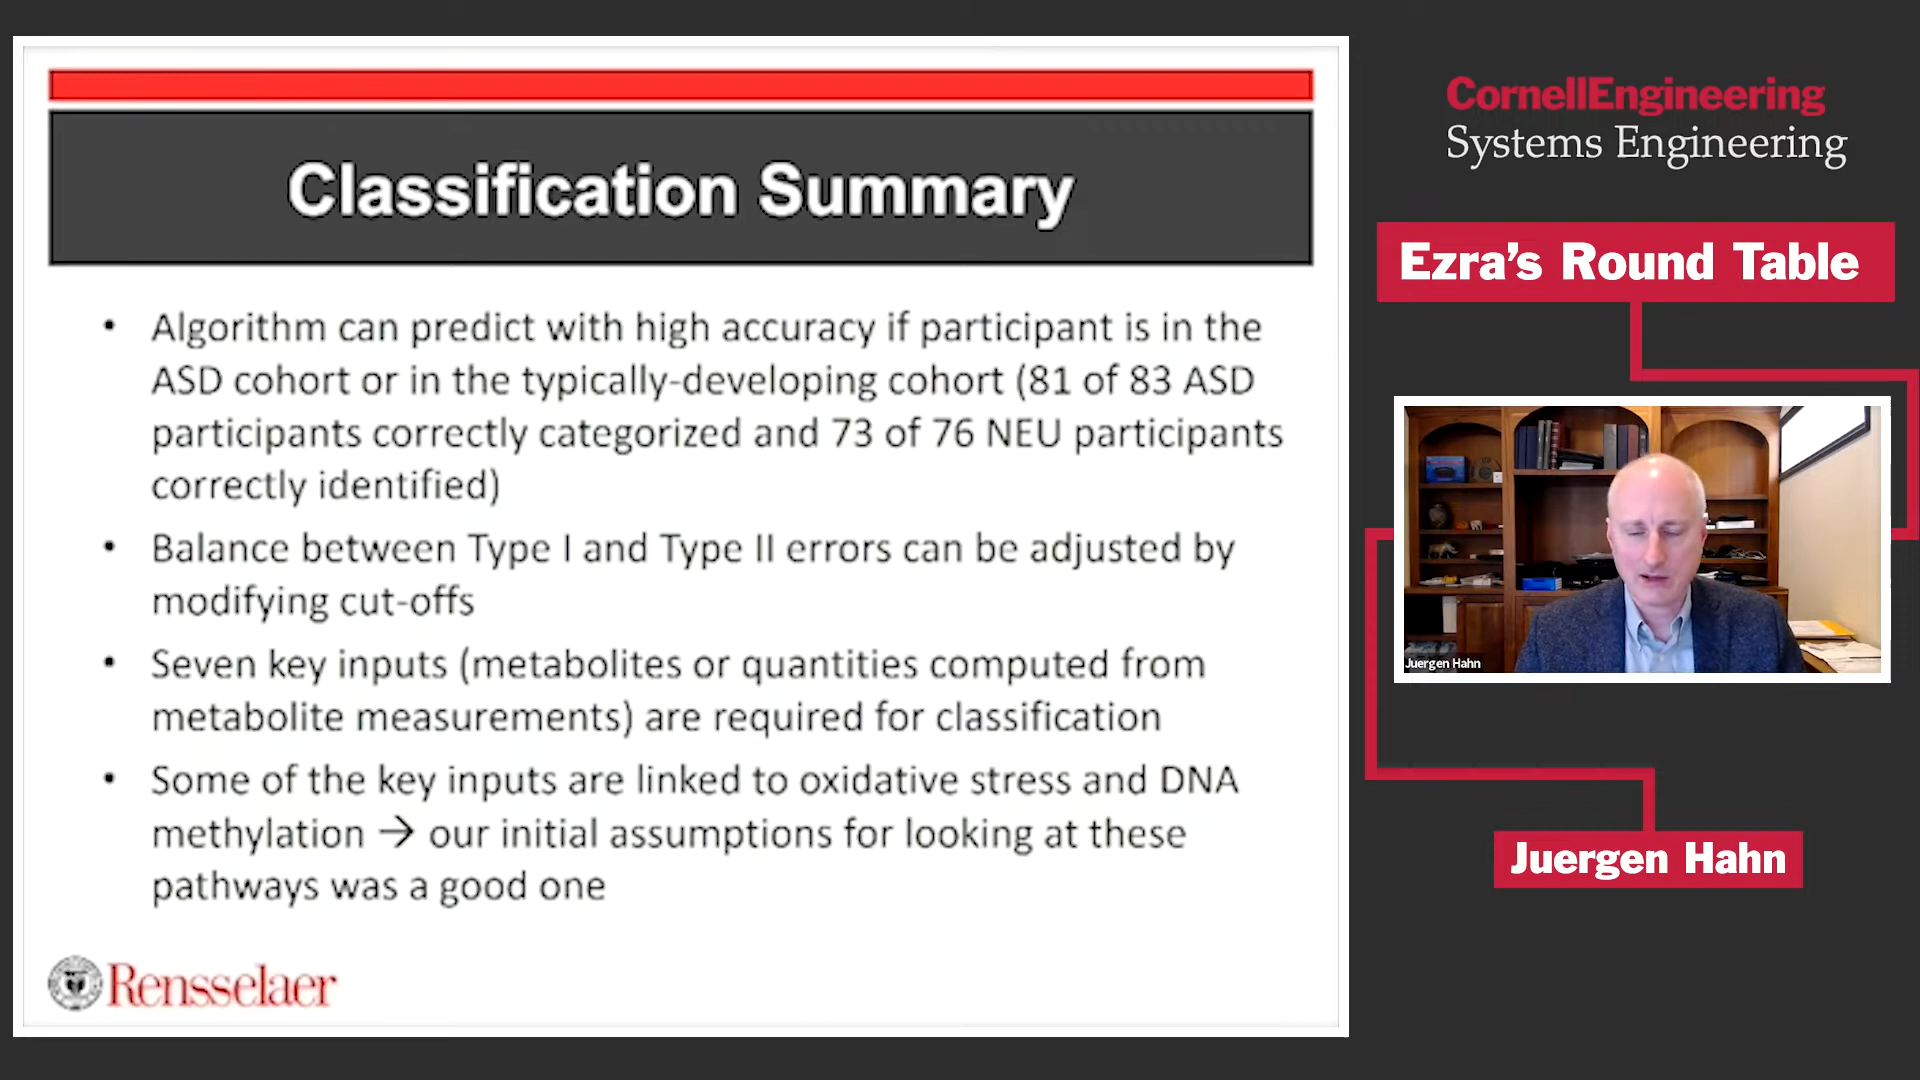 Classification Summary
• Algorithm can predict with high accuracy if participant is in the
ASD cohort or in the typically-developing cohort (81 of 83 ASD
participants correctly categorized and 73 of 76 NEU participants
correctly identified)
• Balance between Type I and Type II errors can be adjusted by
modifying cut-offs
• Seven key inputs (metabolites or quantities computed from
metabolite measurements) are required for classification
• Some of the key inputs are linked to oxidative stress and DNA
methylation → our initial assumptions for looking at these
pathways was a good one
Rensselaer
CornellEngineering
Systems Engineering
Ezra’s Round Table
Juergen Hahn
Juergen Hahn